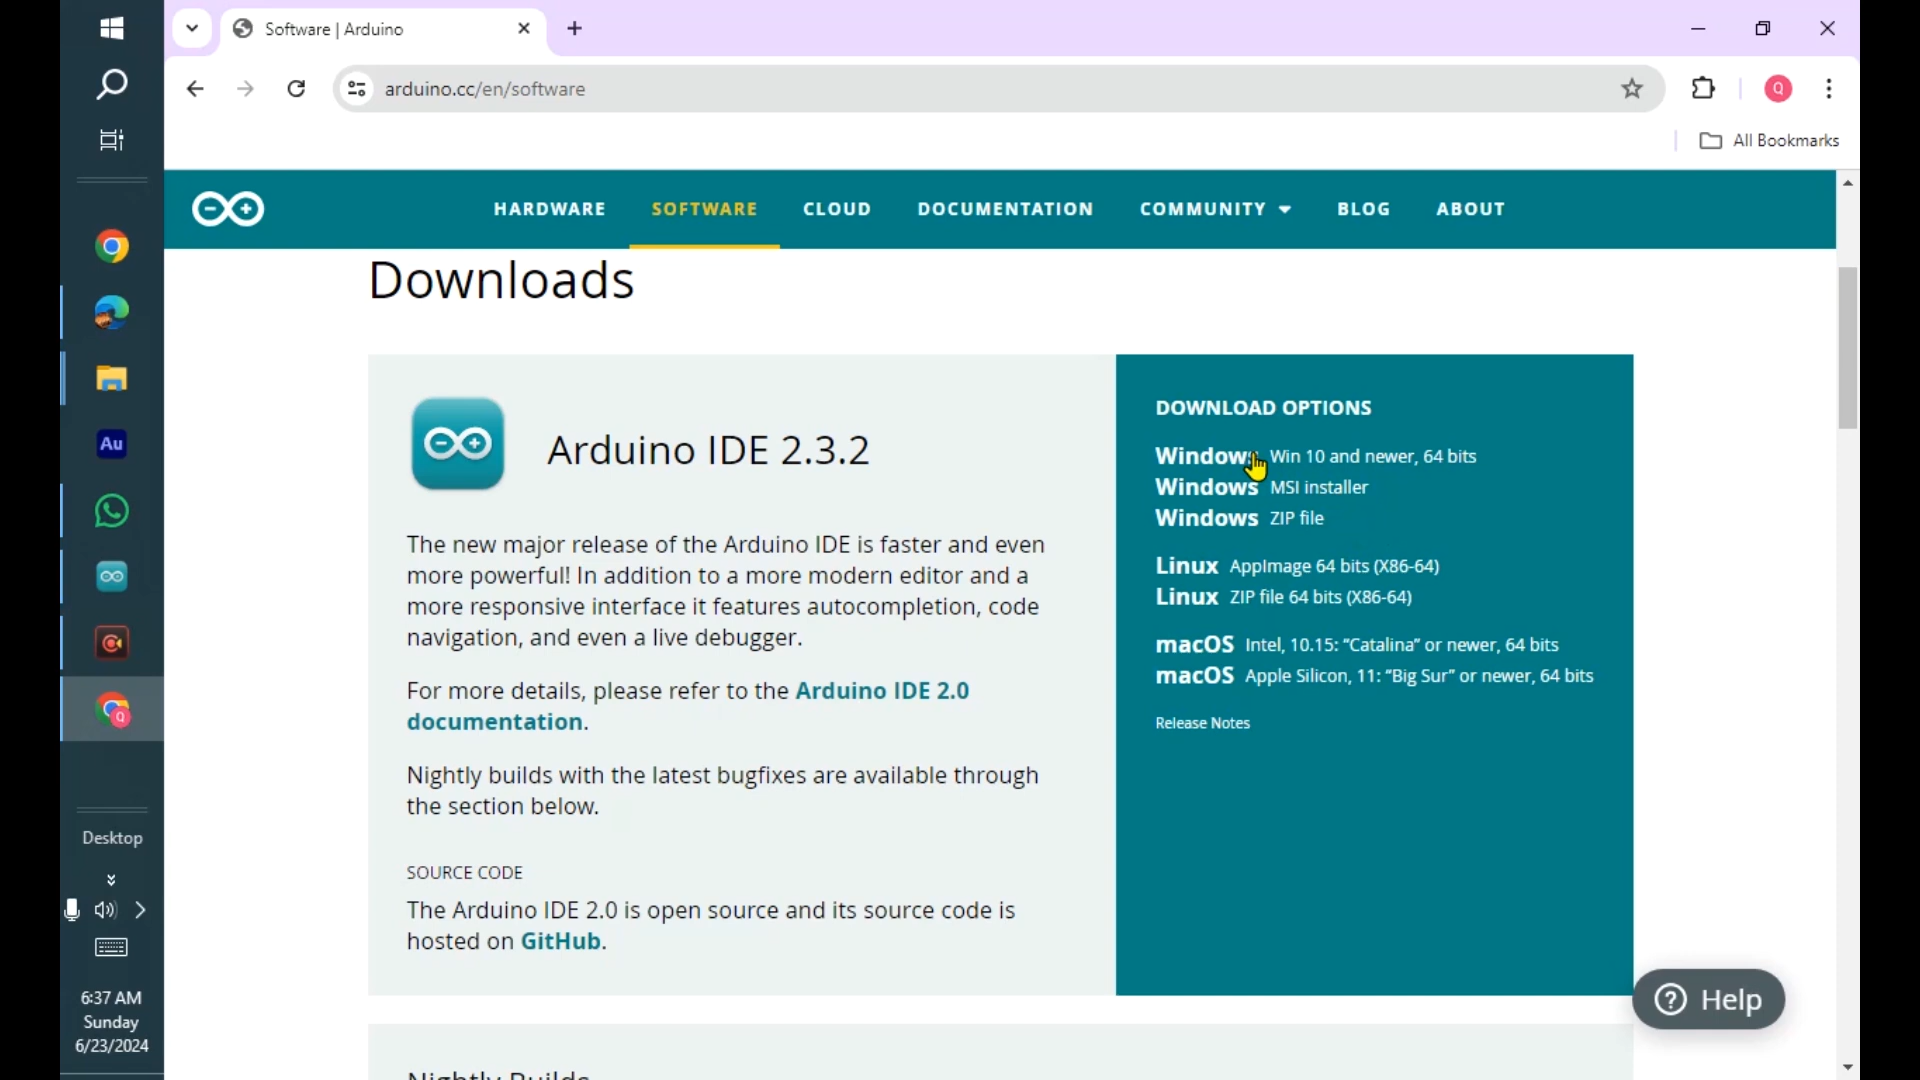 Software | Arduino
arduino.cc/en/software
Q
All Bookmarks
HARDWARE SOFTWARE CLOUD DOCUMENTATION COMMUNITY BLOG ABOUT
Downloads
Arduino IDE 2.3.2
The new major release of the Arduino IDE is faster and even
more powerful! In addition to a more modern editor and a
more responsive interface it features autocompletion, code
navigation, and even a live debugger.
For more details, please refer to the Arduino IDE 2.0
documentation.
Nightly builds with the latest bugfixes are available through
the section below.
SOURCE CODE
The Arduino IDE 2.0 is open source and its source code is
hosted on GitHub.
DOWNLOAD OPTIONS
Windows Win 10 and newer, 64 bits
Windows MSI installer
Windows ZIP file
Linux AppImage 64 bits (X86-64)
Linux ZIP file 64 bits (X86-64)
macOS Intel, 10.15: “Catalina” or newer, 64 bits
macOS Apple Silicon, 11: “Big Sur” or newer, 64 bits
Release Notes
Help
Nightly Builds
Au
Q
Desktop
6:37 AM
Sunday
6/23/2024